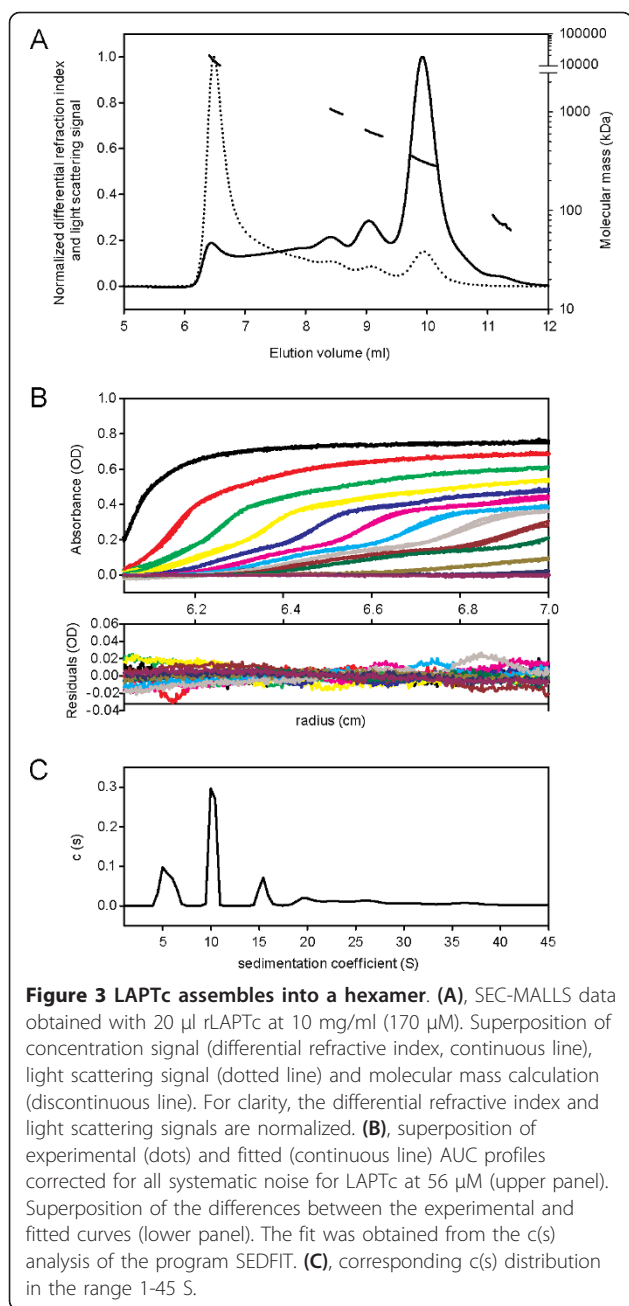 A
Normalized differential refraction index
and light scattering signal
1.0
0.8
0.6
0.4
0.2
0.0
5 6 7 8 9 10 11 12
Elution volume (ml)
100000
10000
1000
100
10
Molecular mass (kDa)
B
Absorbance (OD)
1.0
0.8
0.6
0.4
0.2
0.0
6.2 6.4 6.6 6.8 7.0
Residuals (OD)
0.06
0.04
0.02
0.00
-0.02
-0.04
radius (cm)
C
c (s)
0.3
0.2
0.1
0.0
5 10 15 20 25 30 35 40 45
sedimentation coefficient (S)
Figure 3 LAPTc assembles into a hexamer. (A), SEC-MALLS data
obtained with 20 μl rLAPTc at 10 mg/ml (170 μM). Superposition of
concentration signal (differential refractive index, continuous line),
light scattering signal (dotted line) and molecular mass calculation
(discontinuous line). For clarity, the differential refractive index and
light scattering signals are normalized. (B), superposition of
experimental (dots) and fitted (continuous line) AUC profiles
corrected for all systematic noise for LAPTc at 56 μM (upper panel).
Superposition of the differences between the experimental and
fitted curves (lower panel). The fit was obtained from the c(s)
analysis of the program SEDFIT. (C), corresponding c(s) distribution
in the range 1-45 S.